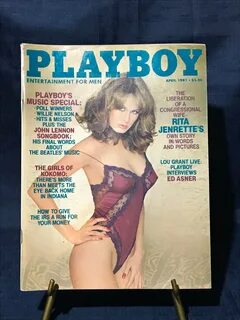 PLAYBOY
ENTERTAINMENT FOR MEN
APRIL 1981 •
PLAYBOY'S
MUSIC SPECIAL:
POLL WINNERS
WILLIE NELSON
HITS & MISSES
PLUS THE
JOHN LENNON
SONGBOOK:
HIS FINAL WORDS
ABOUT
THE BEATLES' MUSIC
THE GIRLS OF
KOKOMO:
THERE'S MORE
THAN MEETS THE
EYE BACK HOME
IN INDIANA
HOW TO GIVE
THE IRS A RUN FOR
YOUR MONEY
THE LIBERATION
OF A
CONGRESSIONAL
WIFE:
RITA
JENRETTE'S
OWN STORY
IN WORDS
AND PICTURES
LOU GRANT LIVE:
PLAYBOY
INTERVIEWS
ED ASNER